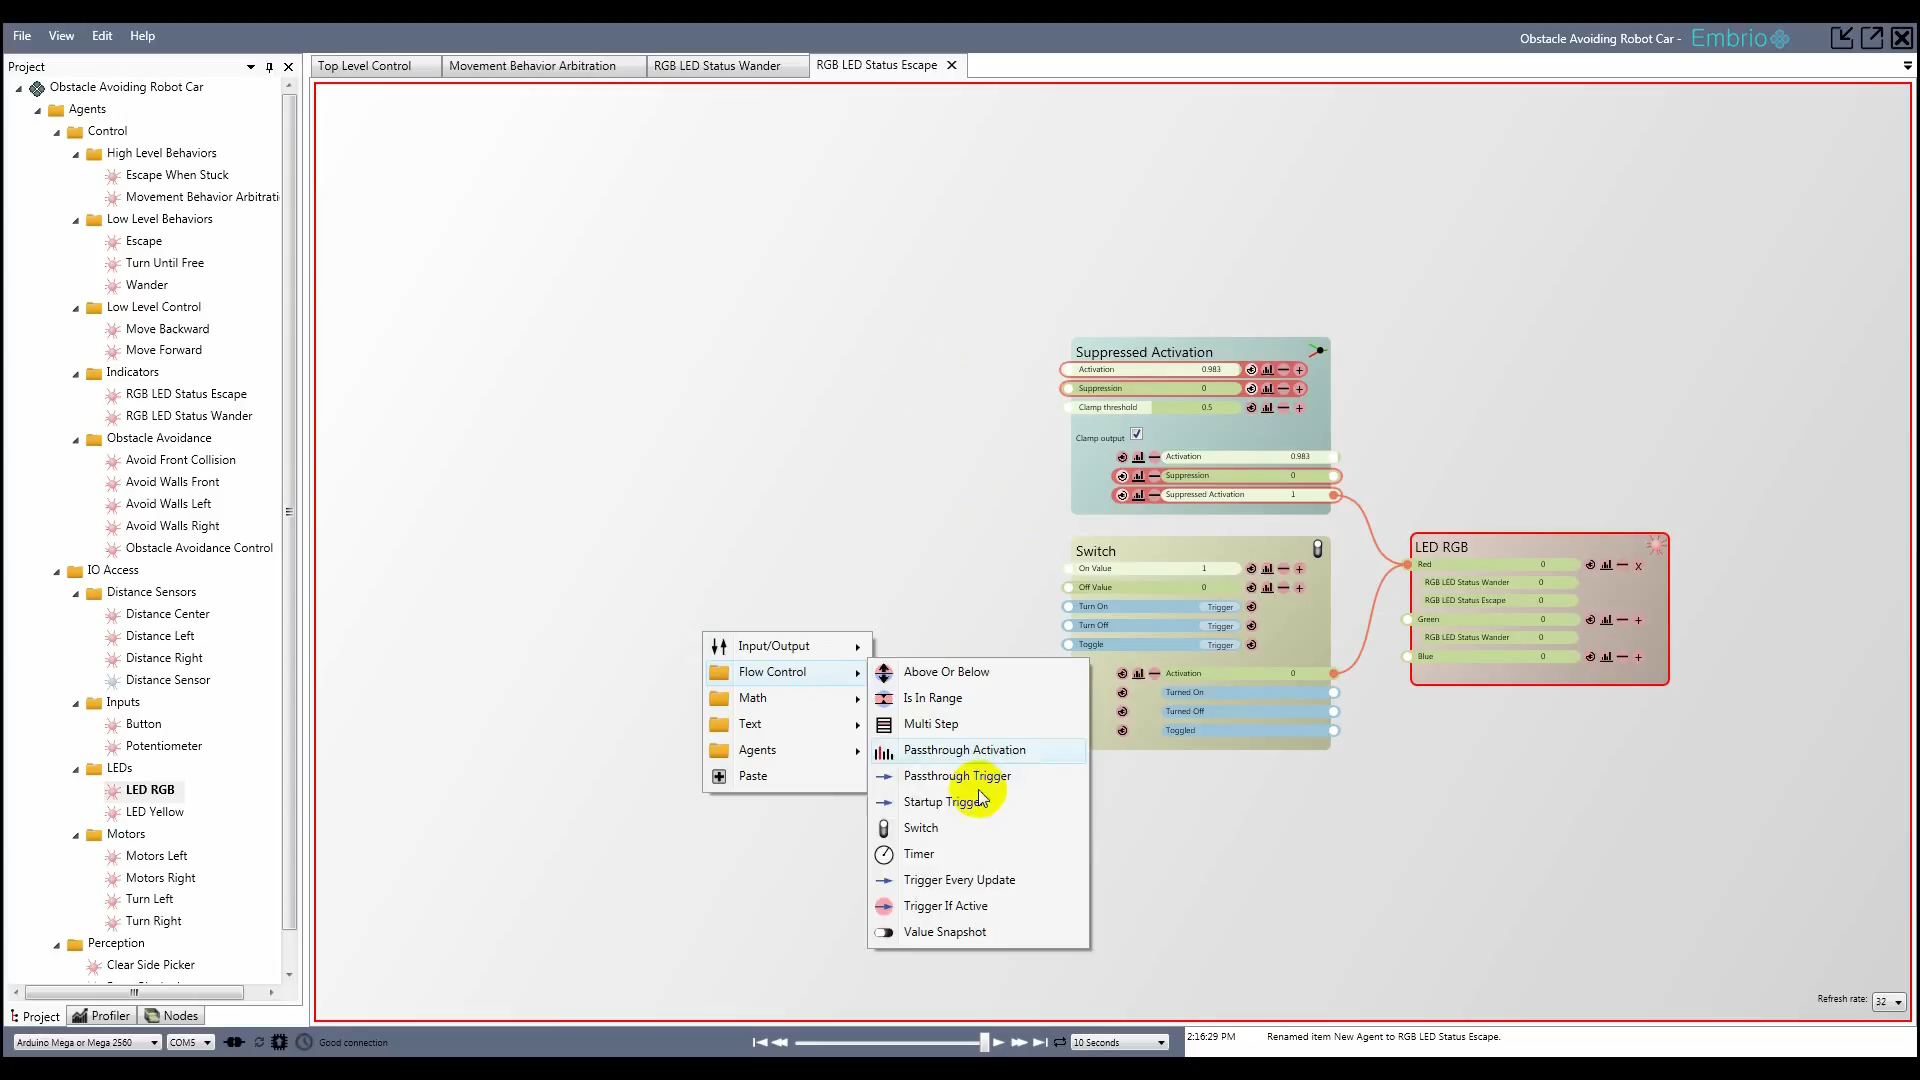 File View Edit Help
Obstacle Avoiding Robot Car - Embrio
Project
Top Level Control
Movement Behavior Arbitration
RGB LED Status Wander
RGB LED Status Escape
Obstacle Avoiding Robot Car
Agents
Control
High Level Behaviors
Escape When Stuck
Movement Behavior Arbitrati
Low Level Behaviors
Escape
Turn Until Free
Wander
Low Level Control
Move Backward
Move Forward
Indicators
RGB LED Status Escape
RGB LED Status Wander
Obstacle Avoidance
Avoid Front Collision
Avoid Walls Front
Avoid Walls Left
Avoid Walls Right
Obstacle Avoidance Control
IO Access
Distance Sensors
Distance Center
Distance Left
Distance Right
Distance Sensor
Inputs
Button
Potentiometer
LEDs
LED RGB
LED Yellow
Motors
Motors Left
Motors Right
Turn Left
Turn Right
Perception
Clear Side Picker
Project
Profiler
Nodes
Suppressed Activation
Activation 0.983
Suppression 0
Clamp threshold 0.5
Clamp output
Activation 0.983
Suppression 0
Suppressed Activation 1
Switch
On Value 1
Off Value 0
Turn On Trigger
Turn Off Trigger
Toggle Trigger
Activation 0
Turned On
Turned Off
Toggled
LED RGB
Red 0
RGB LED Status Wander 0
RGB LED Status Escape 0
Green 0
RGB LED Status Wander 0
Blue 0
Input/Output
Flow Control
Math
Text
Agents
Paste
Above Or Below
Is In Range
Multi Step
Passthrough Activation
Passthrough Trigger
Startup Trigger
Switch
Timer
Trigger Every Update
Trigger If Active
Value Snapshot
Refresh rate: 32
Arduino Mega or Mega 2560
COM5
Good connection
10 Seconds
2:16:29 PM
Renamed item New Agent to RGB LED Status Escape.